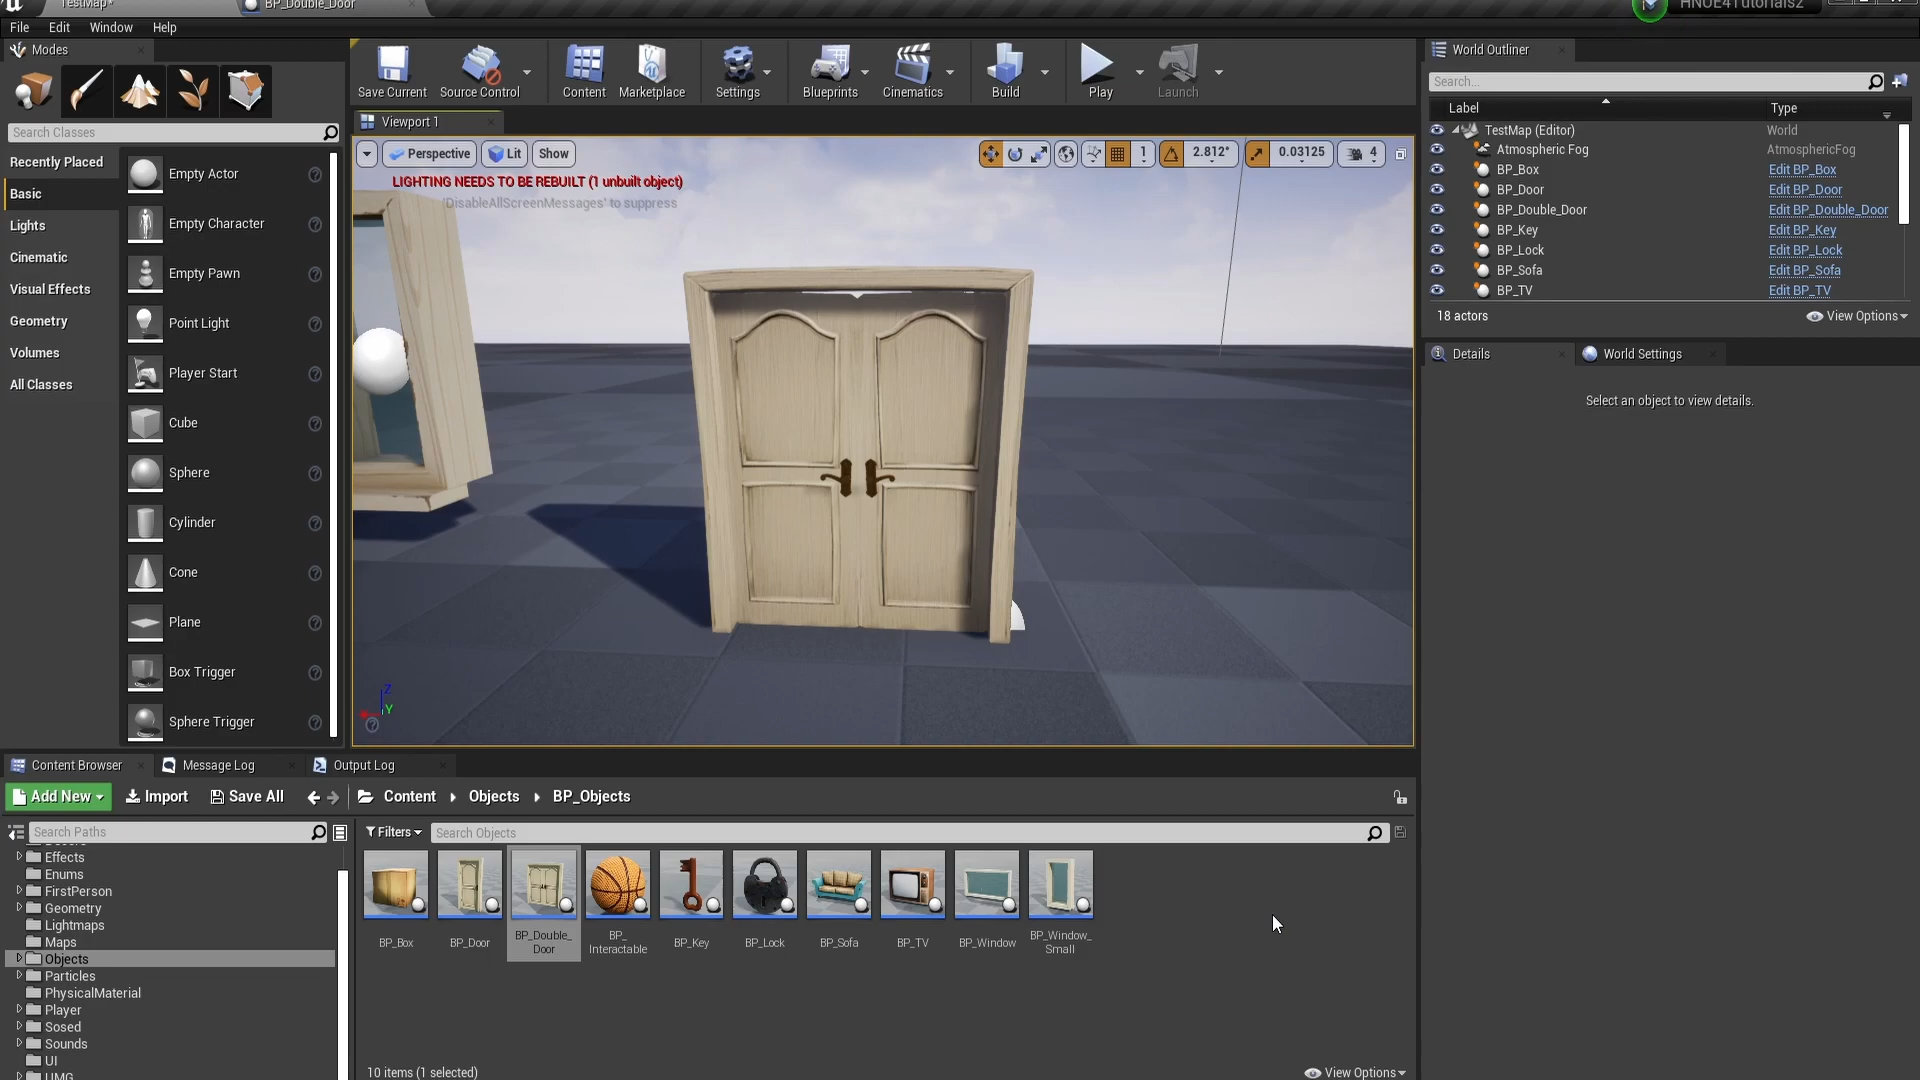 TestMap*
BP_Double_Door
HNUE4Tutorials2
File Edit Window Help
Modes
Search Classes
Recently Placed
Basic
Lights
Cinematic
Visual Effects
Geometry
Volumes
All Classes
Empty Actor
Empty Character
Empty Pawn
Point Light
Player Start
Cube
Sphere
Cylinder
Cone
Plane
Box Trigger
Sphere Trigger
Save Current
Source Control
Content
Marketplace
Settings
Blueprints
Cinematics
Build
Play
Launch
Viewport 1
Perspective
Lit
Show
1
2.812°
0.03125
4
LIGHTING NEEDS TO BE REBUILT (1 unbuilt object)
'DisableAllScreenMessages' to suppress
Z
Y
World Outliner
Search...
Label Type
TestMap (Editor) World
Atmospheric Fog AtmosphericFog
BP_Box Edit BP_Box
BP_Door Edit BP_Door
BP_Double_Door Edit BP_Double_Door
BP_Key Edit BP_Key
BP_Lock Edit BP_Lock
BP_Sofa Edit BP_Sofa
BP_TV Edit BP_TV
18 actors
View Options
Details
World Settings
Select an object to view details.
Content Browser
Message Log
Output Log
Add New
Import
Save All
Content
Objects
BP_Objects
Search Paths
Effects
Enums
FirstPerson
Geometry
Lightmaps
Maps
Objects
Particles
PhysicalMaterial
Player
Sosed
Sounds
UI
UMG
Filters
Search Objects
BP_Box
BP_Door
BP_Double_
Door
BP_
Interactable
BP_Key
BP_Lock
BP_Sofa
BP_TV
BP_Window
BP_Window_
Small
10 items (1 selected)
View Options